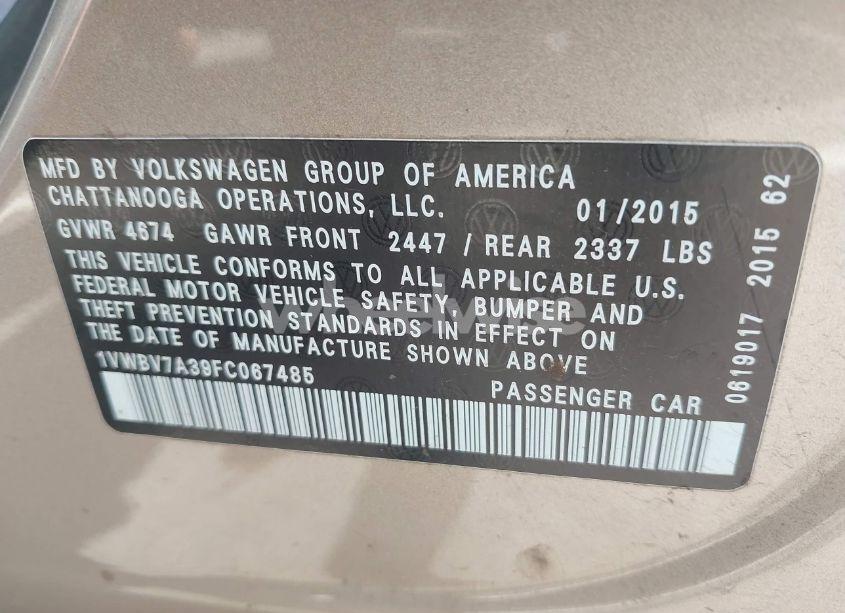 MFD BY VOLKSWAGEN GROUP OF AMERICA
CHATTANOOGA OPERATIONS, LLC. 01/2015
GVWR 4674 GAWR FRONT 2447 / REAR 2337 LBS
THIS VEHICLE CONFORMS TO ALL APPLICABLE U.S.
FEDERAL MOTOR VEHICLE SAFETY, BUMPER AND
THEFT PREVENTION STANDARDS IN EFFECT ON
THE DATE OF MANUFACTURE SHOWN ABOVE
1VWBV7A39FC067485
PASSENGER CAR
0619017 2015 62